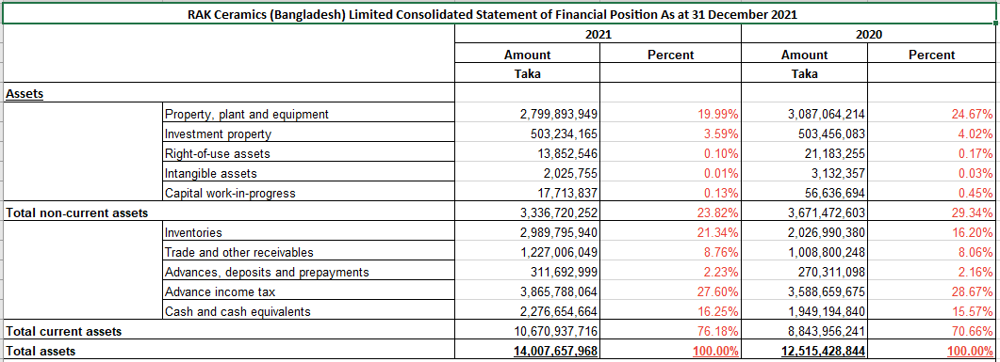 RAK Ceramics (Bangladesh) Limited Consolidated Statement of Financial Position As at 31 December 2021
2021 2020
Amount Percent Amount Percent
Taka Taka
Assets
Property, plant and equipment 2,799,893,949 19.99% 3,087,064,214 24.67%
Investment property 503,234,165 3.59% 503,456,083 4.02%
Right-of-use assets 13,852,546 0.10% 21,183,255 0.17%
Intangible assets 2,025,755 0.01% 3,132,357 0.03%
Capital work-in-progress 17,713,837 0.13% 56,636,694 0.45%
Total non-current assets 3,336,720,252 23.82% 3,671,472,603 29.34%
Inventories 2,989,795,940 21.34% 2,026,990,380 16.20%
Trade and other receivables 1,227,006,049 8.76% 1,008,800,248 8.06%
Advances, deposits and prepayments 311,692,999 2.23% 270,311,098 2.16%
Advance income tax 3,865,788,064 27.60% 3,588,659,675 28.67%
Cash and cash equivalents 2,276,654,664 16.25% 1,949,194,840 15.57%
Total current assets 10,670,937,716 76.18% 8,843,956,241 70.66%
Total assets 14,007,657,968 100.00% 12,515,428,844 100.00%